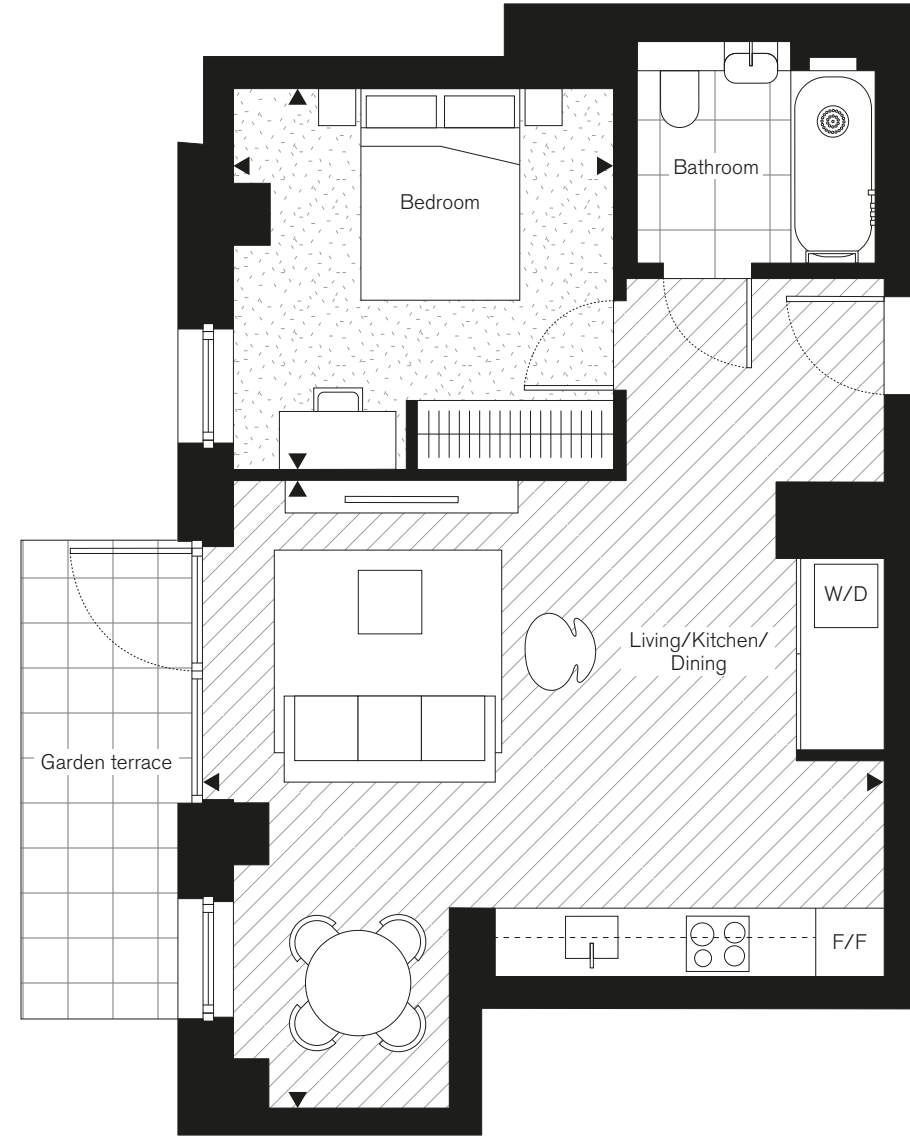 Bathroom
Bedroom
W/D
Living/Kitchen/
Dining
Garden terrace
F/F